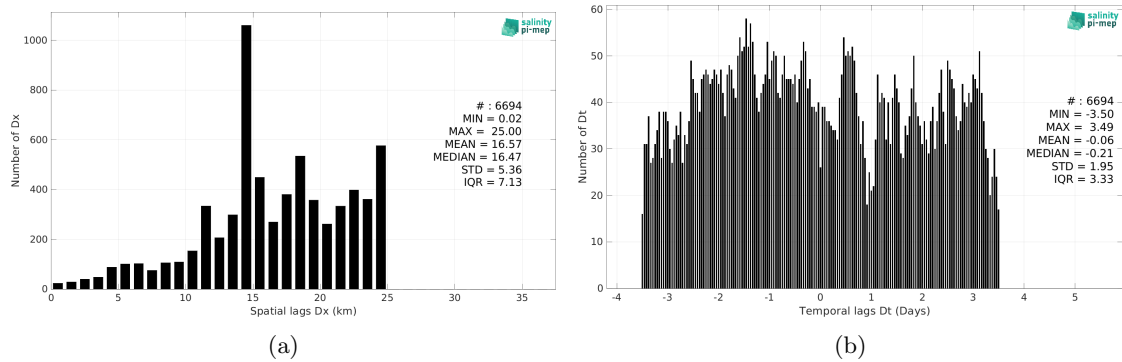 salinity
pi-mep
1000
800
600
400
200
0
Number of Dx
# : 6694
MIN = 0.02
MAX = 25.00
MEAN = 16.57
MEDIAN = 16.47
STD = 5.36
IQR = 7.13
0 5 10 15 20 25 30 35
Spatial lags Dx (km)
(a)
salinity
pi-mep
60
50
40
30
20
10
0
Number of Dt
# : 6694
MIN = -3.50
MAX = 3.49
MEAN = -0.06
MEDIAN = -0.21
STD = 1.95
IQR = 3.33
-4 -3 -2 -1 0 1 2 3 4 5
Temporal lags Dt (Days)
(b)